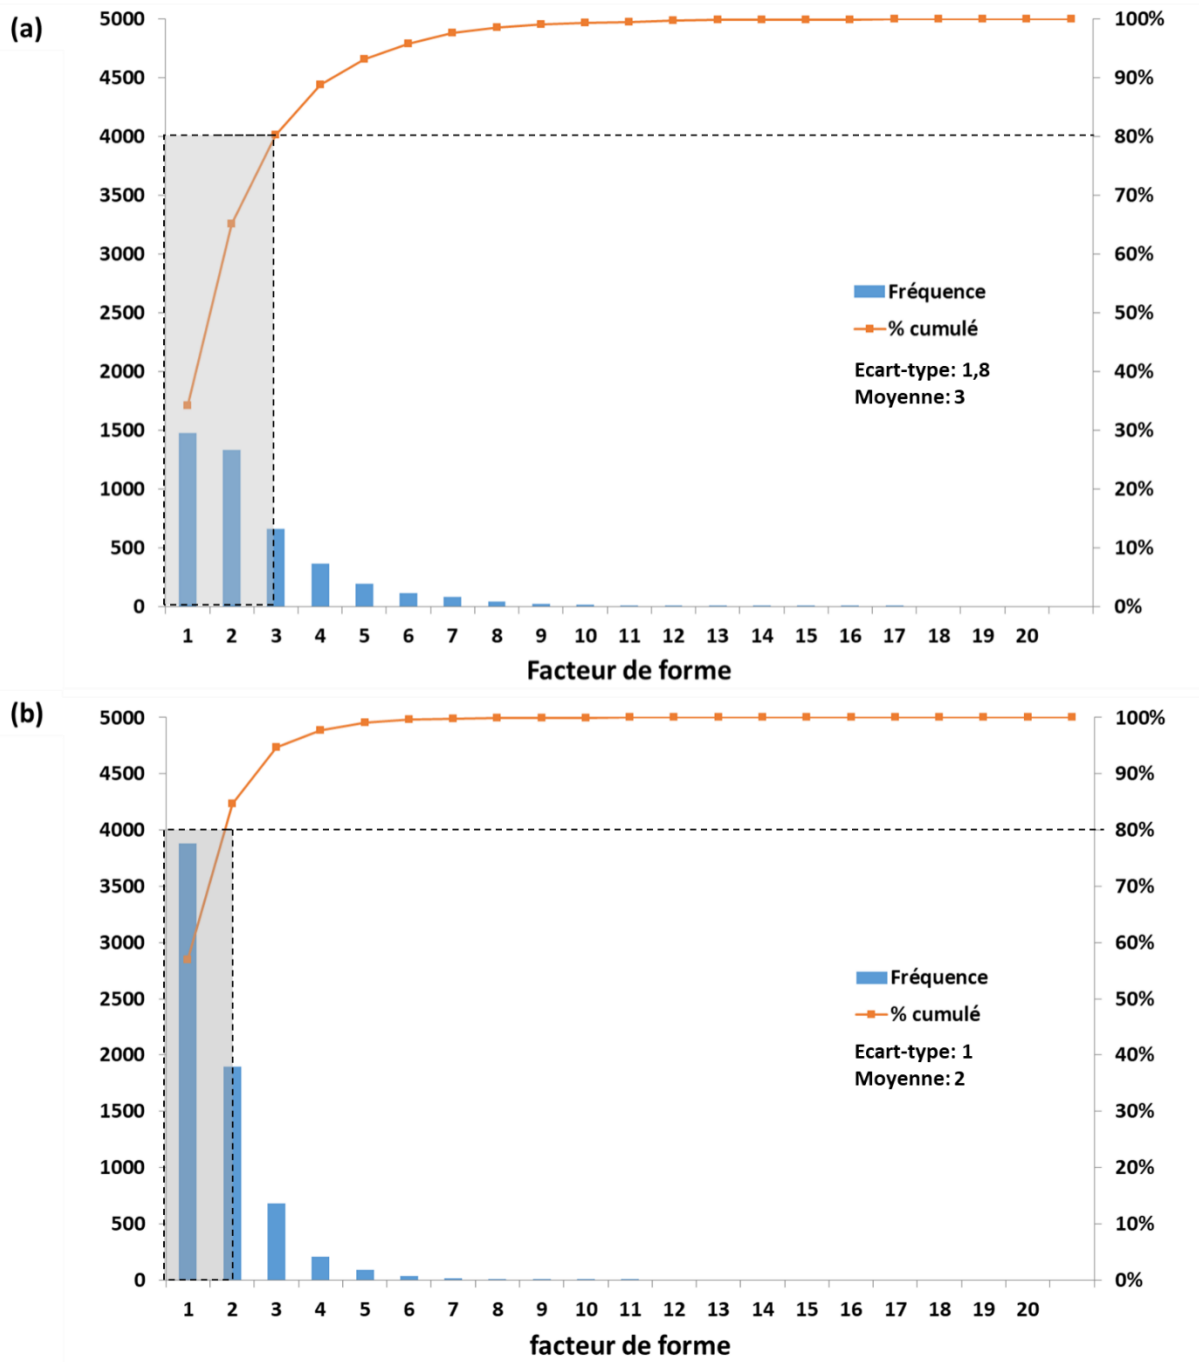 (a)
5000 100%
4500 90%
4000 80%
3500 70%
3000 60%
2500 50%
Fréquence
% cumulé
2000 40%
Ecart-type: 1,8
Moyenne: 3
1500 30%
1000 20%
500 10%
0 0%
1 2 3 4 5 6 7 8 9 10 11 12 13 14 15 16 17 18 19 20
Facteur de forme
(b)
5000 100%
4500 90%
4000 80%
3500 70%
3000 60%
Fréquence
2500 50%
% cumulé
2000 40%
Ecart-type: 1
Moyenne: 2
1500 30%
1000 20%
500 10%
0 0%
1 2 3 4 5 6 7 8 9 10 11 12 13 14 15 16 17 18 19 20
facteur de forme